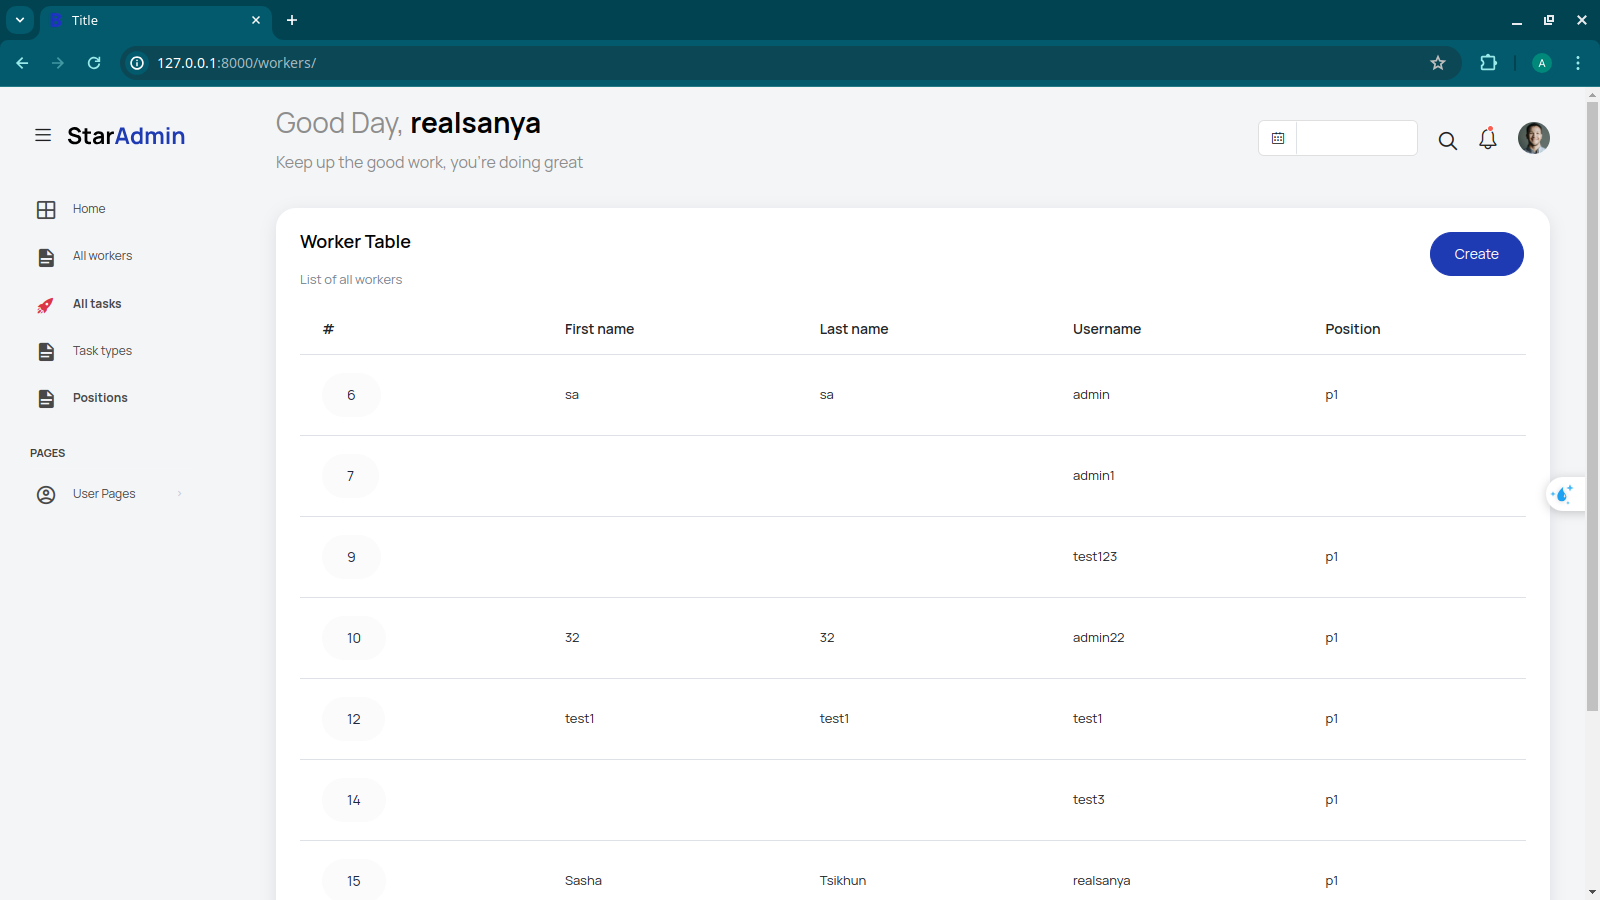 Title
127.0.0.1:8000/workers/
A
StarAdmin
Good Day, realsanya
Keep up the good work, you're doing great
Home
All workers
All tasks
Task types
Positions
PAGES
User Pages
Worker Table
Create
List of all workers
# First name Last name Username Position
6 sa sa admin p1
7 admin1
9 test123 p1
10 32 32 admin22 p1
12 test1 test1 test1 p1
14 test3 p1
15 Sasha Tsikhun realsanya p1